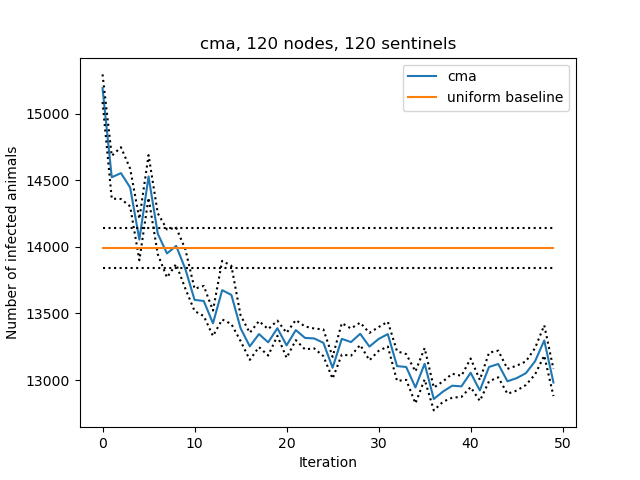 cma, 120 nodes, 120 sentinels
cma
uniform baseline
Number of infected animals
15000
14500
14000
13500
13000
0 10 20 30 40 50
Iteration